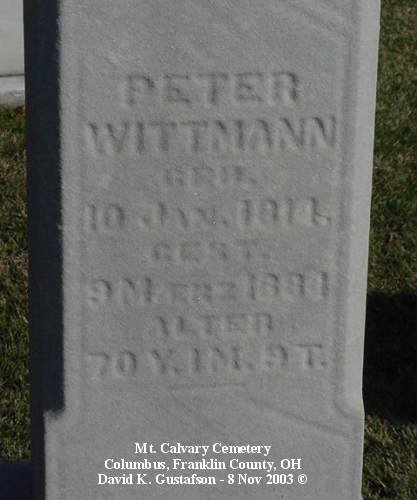 PETER
WITTMANN
GEB.
10 JAN. 1814.
GEST.
9 MAERZ 1884
ALTER
70 Y. 1 M. 9 T.
Mt. Calvary Cemetery
Columbus, Franklin County, OH
David K. Gustafson - 8 Nov 2003 ©